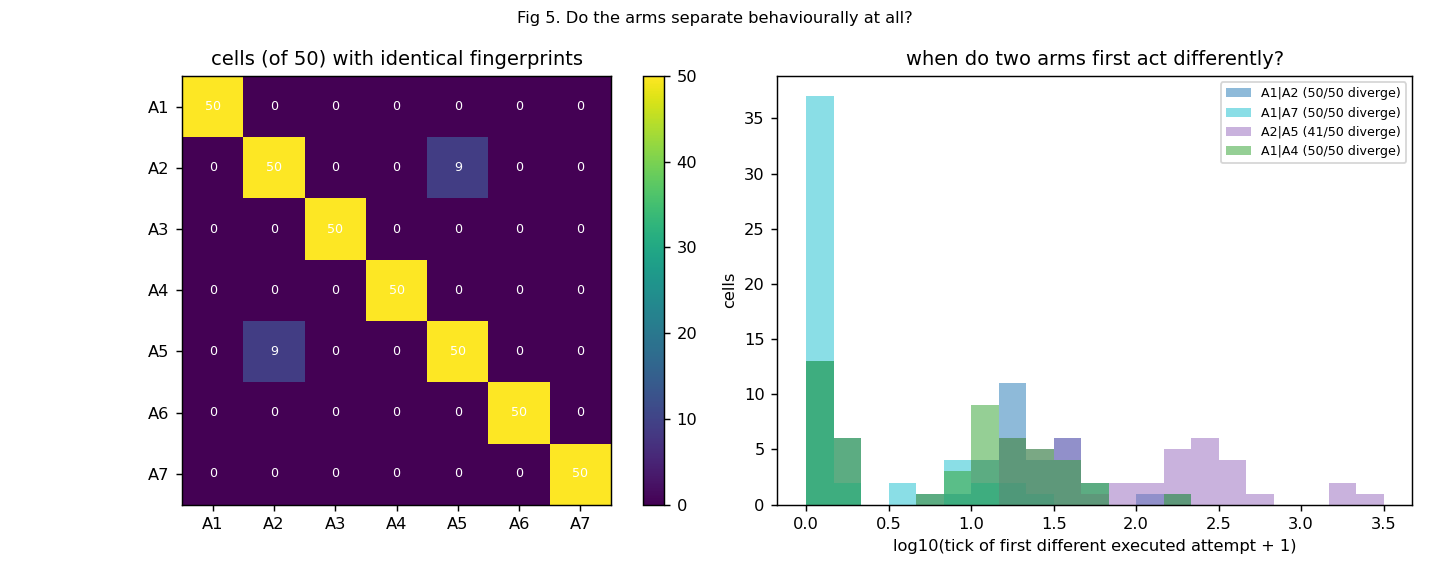 Fig 5. Do the arms separate behaviourally at all?
cells (of 50) with identical fingerprints
A1 50 0 0 0 0 0 0
A2 0 50 0 0 9 0 0
A3 0 0 50 0 0 0 0
A4 0 0 0 50 0 0 0
A5 0 9 0 0 50 0 0
A6 0 0 0 0 0 50 0
A7 0 0 0 0 0 0 50
A1 A2 A3 A4 A5 A6 A7
50
40
30
20
10
0
when do two arms first act differently?
A1|A2 (50/50 diverge)
A1|A7 (50/50 diverge)
A2|A5 (41/50 diverge)
A1|A4 (50/50 diverge)
cells
35
30
25
20
15
10
5
0
0.0 0.5 1.0 1.5 2.0 2.5 3.0 3.5
log10(tick of first different executed attempt + 1)